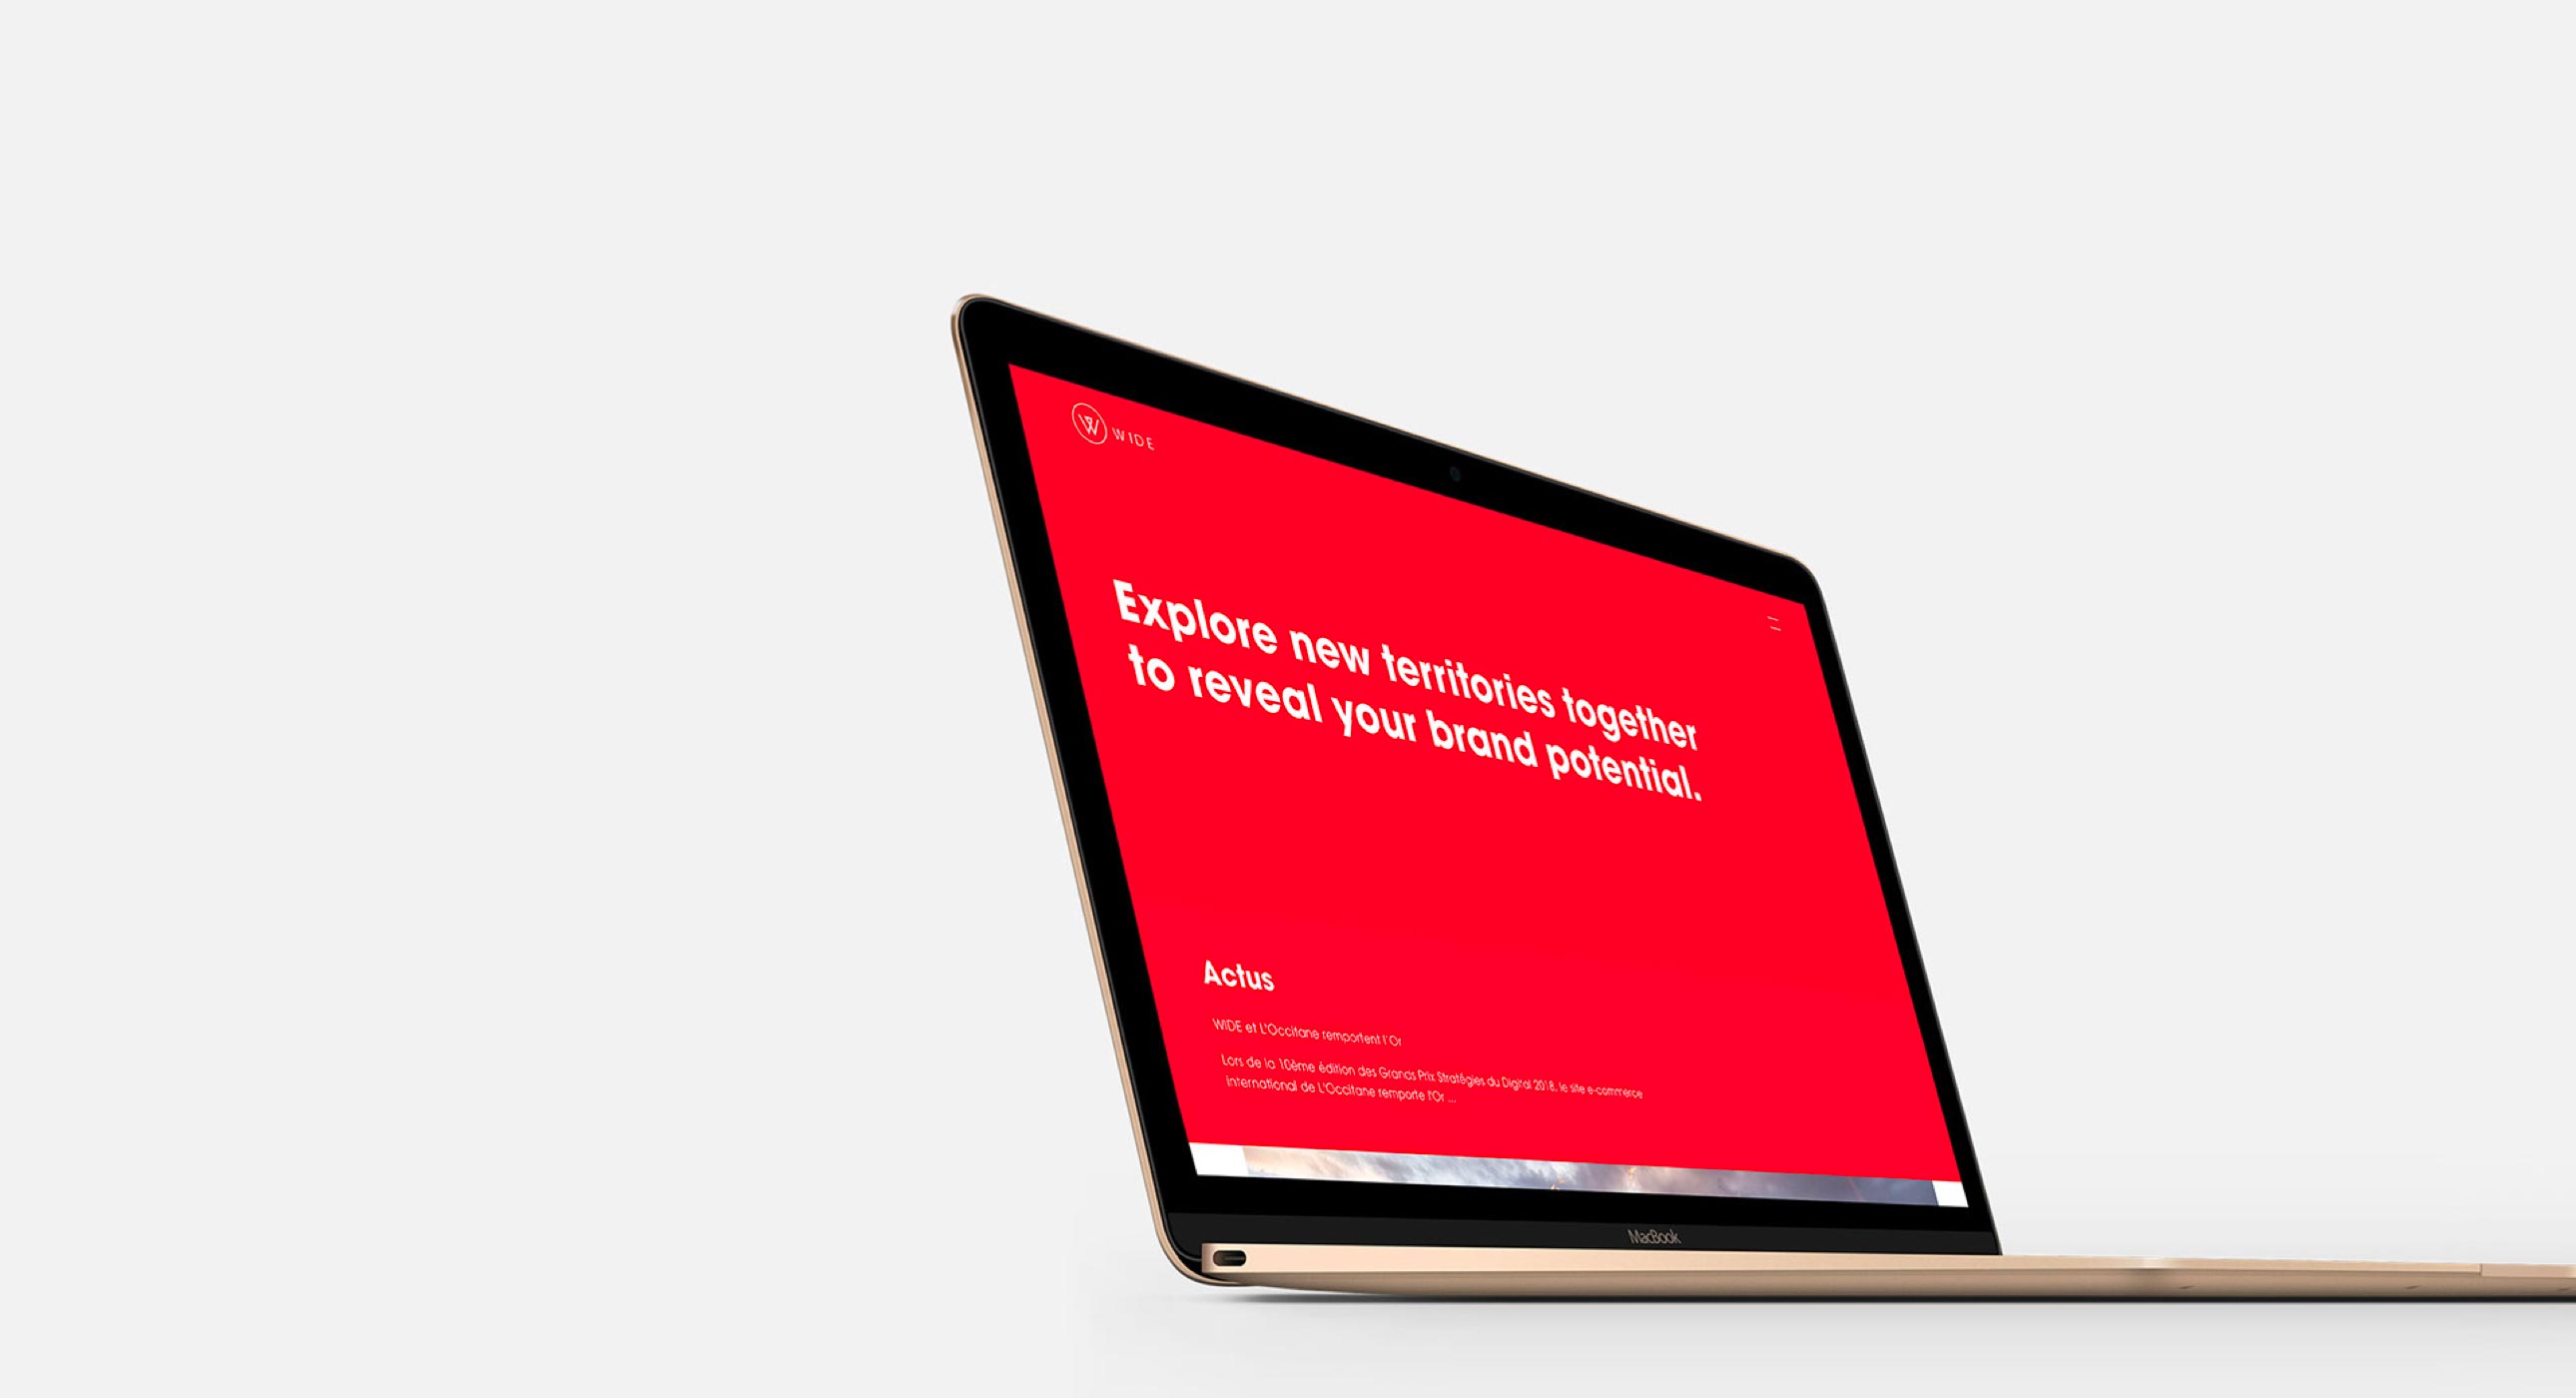 W WIDE
Explore new territories together
to reveal your brand potential.
Actus
WIDE et L'Occitane remportent l'Or
Lors de la 10ème édition des Grands Prix Stratégies du Digital 2018, le site e-commerce
international de L'Occitane remporte l'Or ...
MacBook